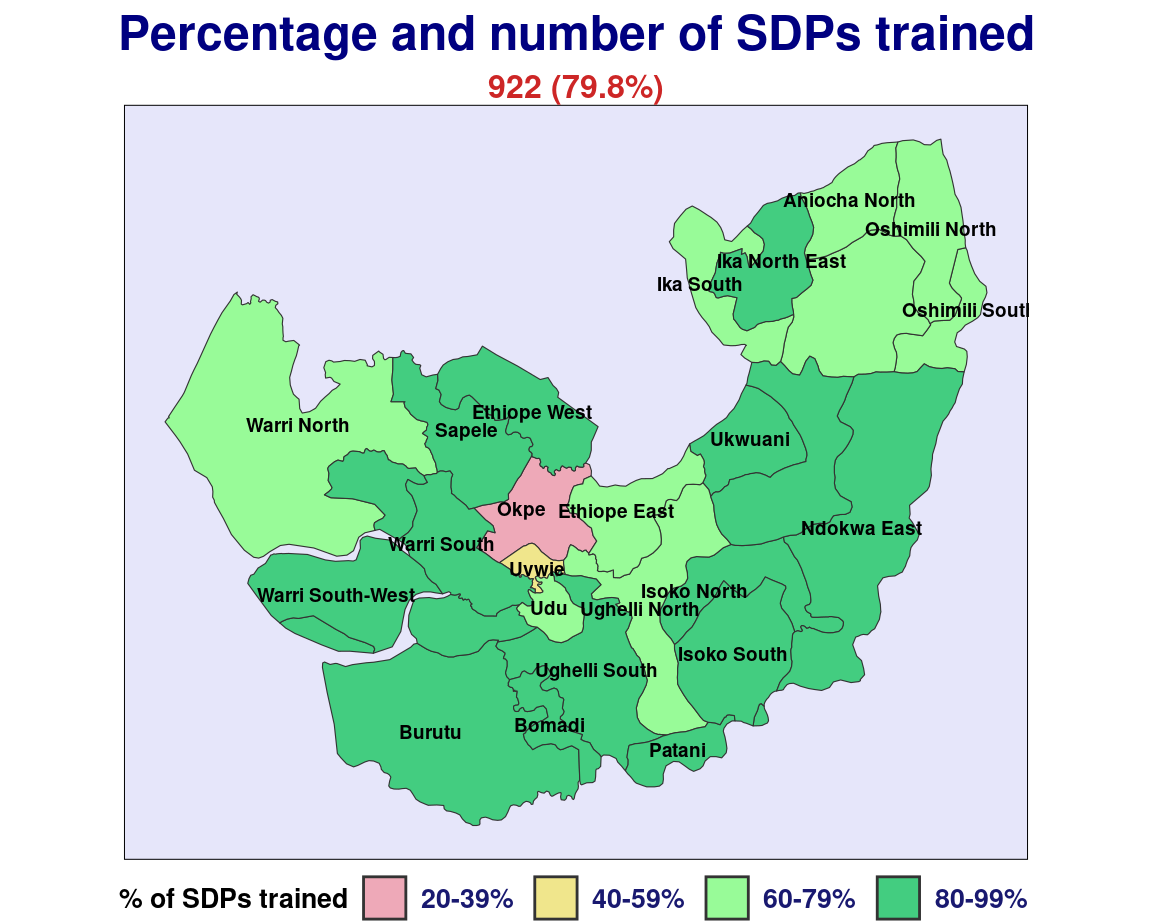 Percentage and number of SDPs trained
922 (79.8%)
Aniocha North
Oshimili North
Ika North East
Ika South
Oshimili South
Ethiope West
Warri North
Sapele
Ukwuani
Okpe
Ethiope East
Ndokwa East
Warri South
Uvwie
Isoko North
Warri South-West
Udu
Ughelli North
Isoko South
Ughelli South
Bomadi
Burutu
Patani
% of SDPs trained 20-39% 40-59% 60-79% 80-99%